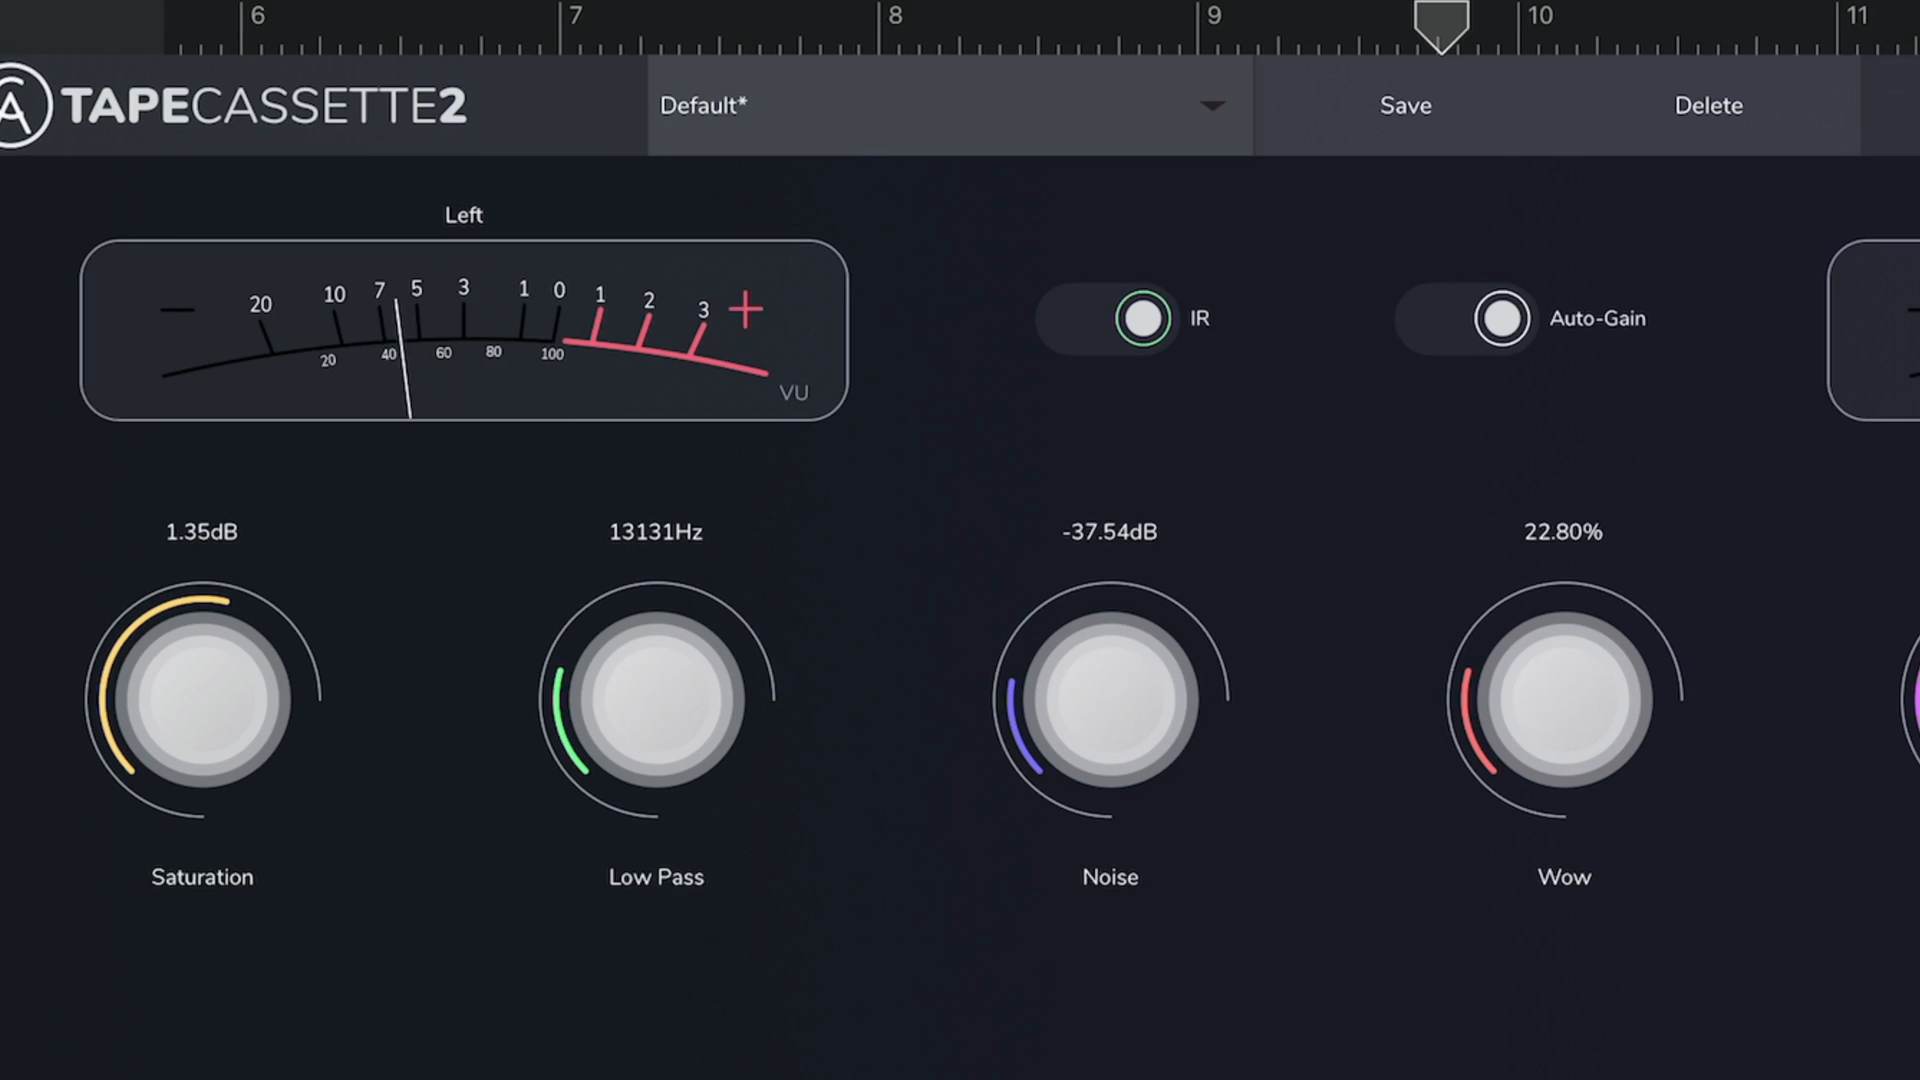 6 7 8 9 10 11
TAPECASSETTE2
Default*
Save
Delete
Left
20 10 7 5 3 1 0 1 2 3 +
20 40 60 80 100
VU
IR
Auto-Gain
1.35dB
13131Hz
-37.54dB
22.80%
Saturation
Low Pass
Noise
Wow